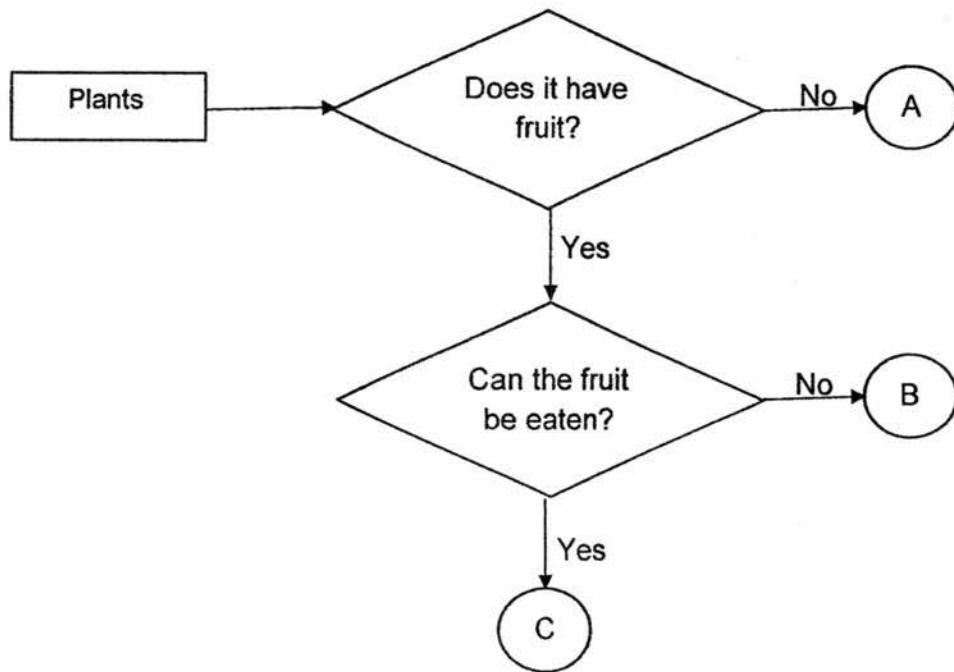 Plants
Does it have
fruit?
No
A
Yes
Can the fruit
be eaten?
No
B
Yes
C